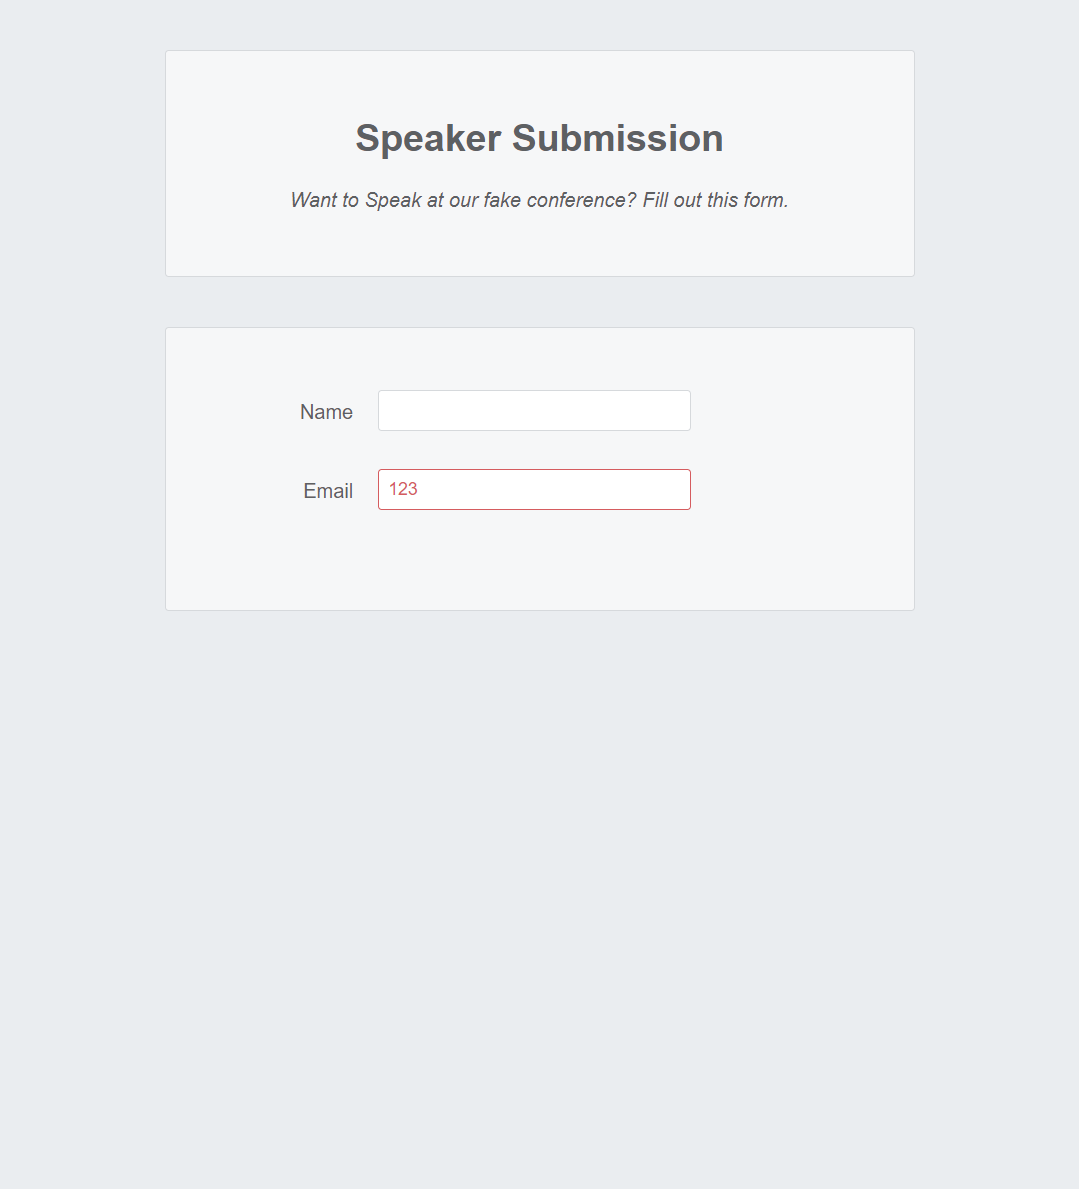 Speaker Submission
Want to Speak at our fake conference? Fill out this form.
Name
Email
123